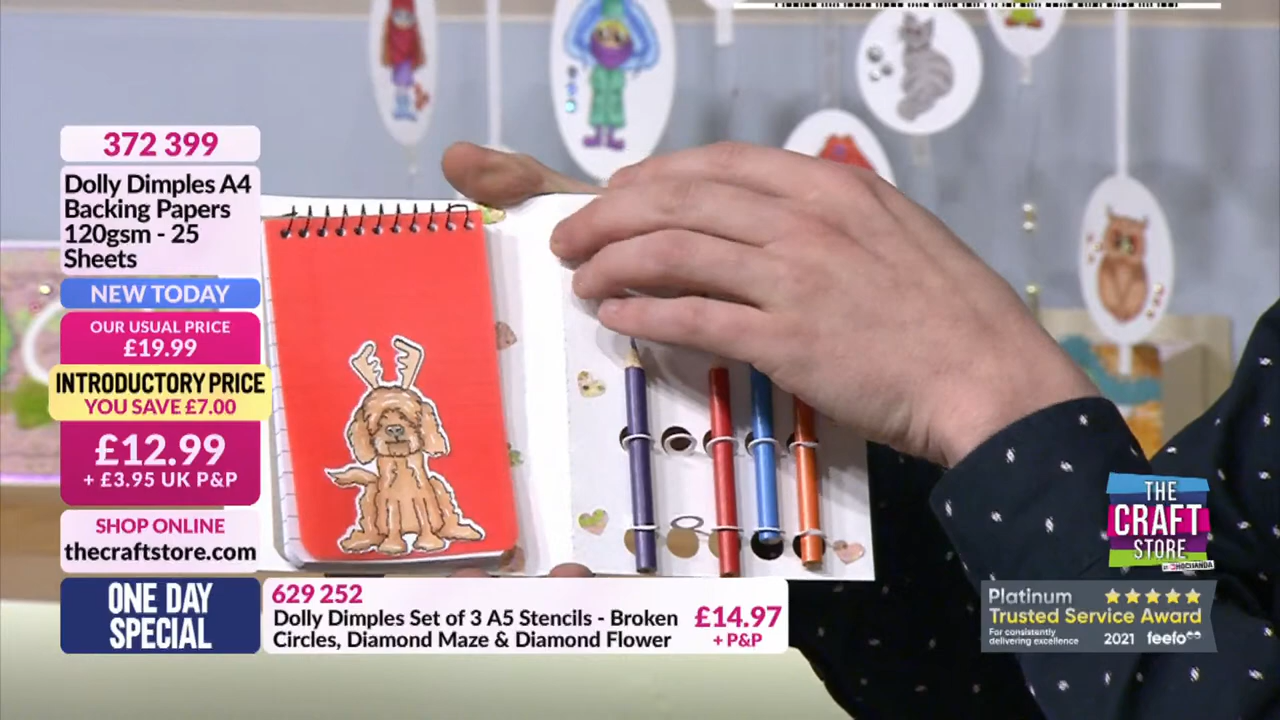 372 399
Dolly Dimples A4
Backing Papers
120gsm - 25
Sheets
NEW TODAY
OUR USUAL PRICE
£19.99
INTRODUCTORY PRICE
YOU SAVE £7.00
£12.99
+ £3.95 UK P&P
SHOP ONLINE
thecraftstore.com
ONE DAY
SPECIAL
629 252
Dolly Dimples Set of 3 A5 Stencils - Broken
Circles, Diamond Maze & Diamond Flower
£14.97
+ P&P
THE
CRAFT
STORE
HOCHANDA
Platinum
Trusted Service Award
For consistently
delivering excellence
2021 feefo